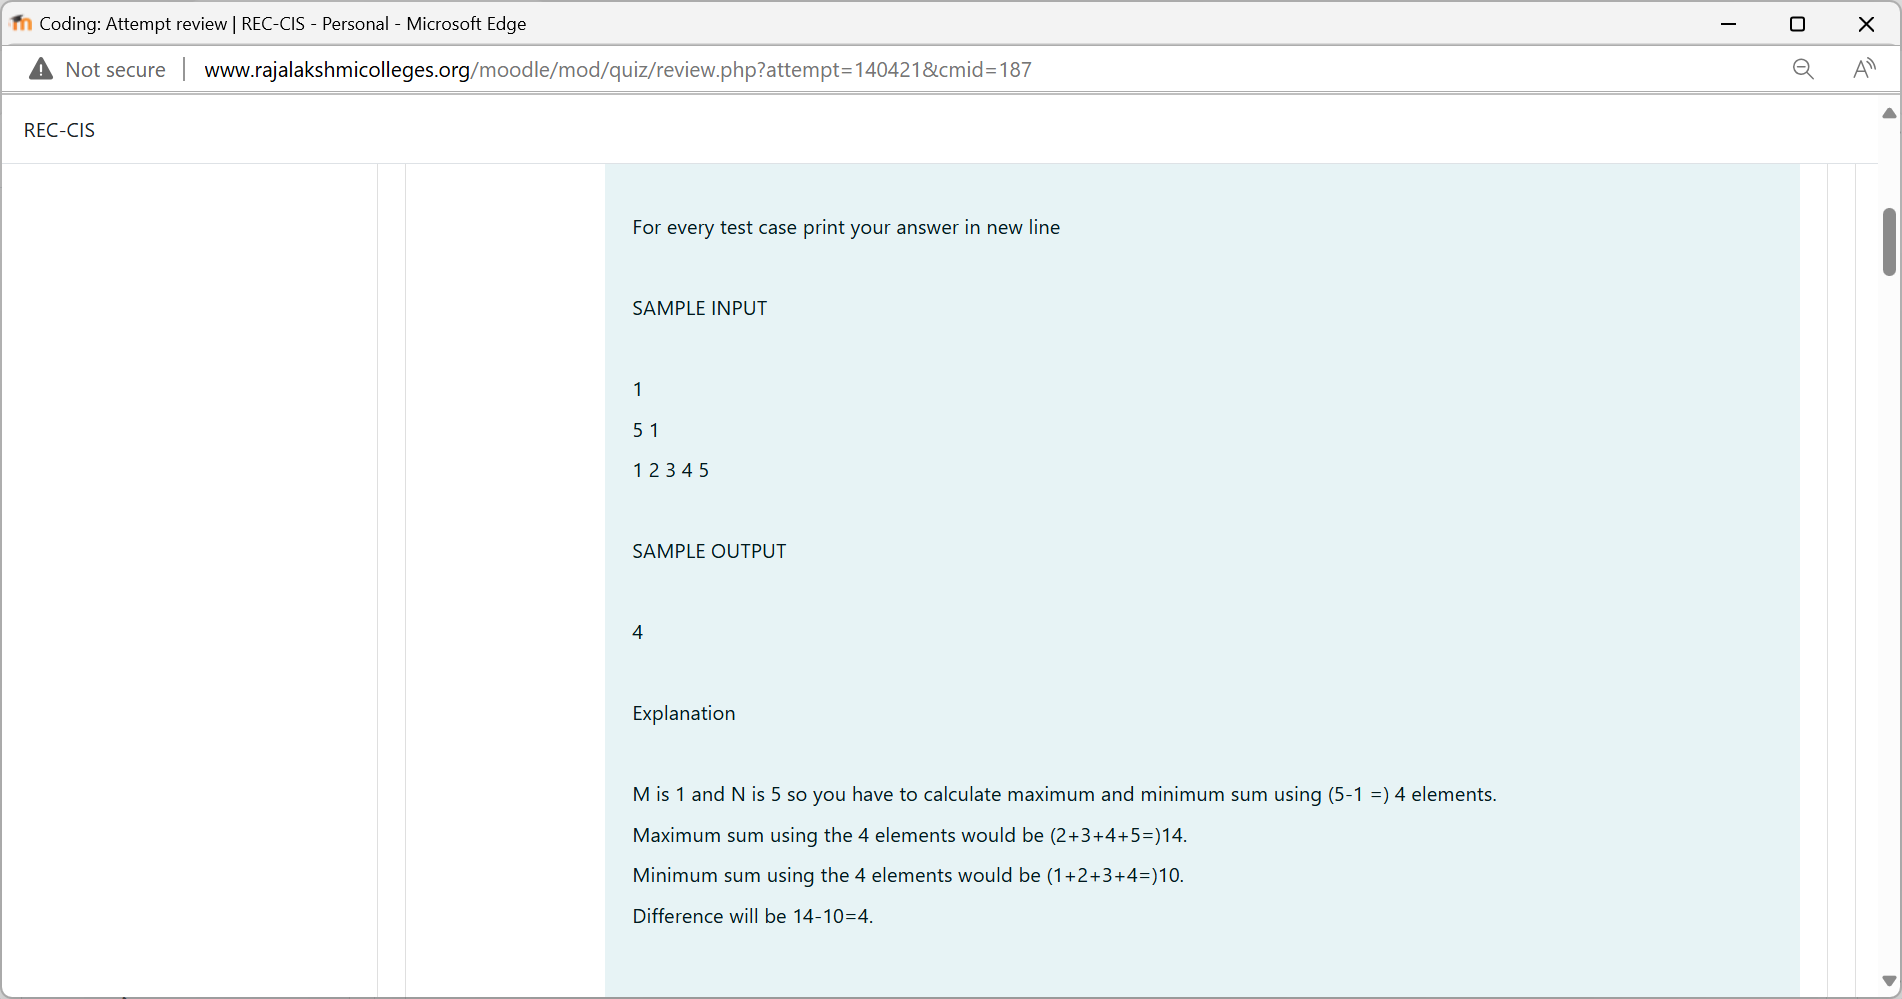 Coding: Attempt review | REC-CIS - Personal - Microsoft Edge
Not secure | www.rajalakshmicolleges.org/moodle/mod/quiz/review.php?attempt=140421&cmid=187
REC-CIS
For every test case print your answer in new line
SAMPLE INPUT
1
5 1
1 2 3 4 5
SAMPLE OUTPUT
4
Explanation
M is 1 and N is 5 so you have to calculate maximum and minimum sum using (5-1 =) 4 elements.
Maximum sum using the 4 elements would be (2+3+4+5=)14.
Minimum sum using the 4 elements would be (1+2+3+4=)10.
Difference will be 14-10=4.